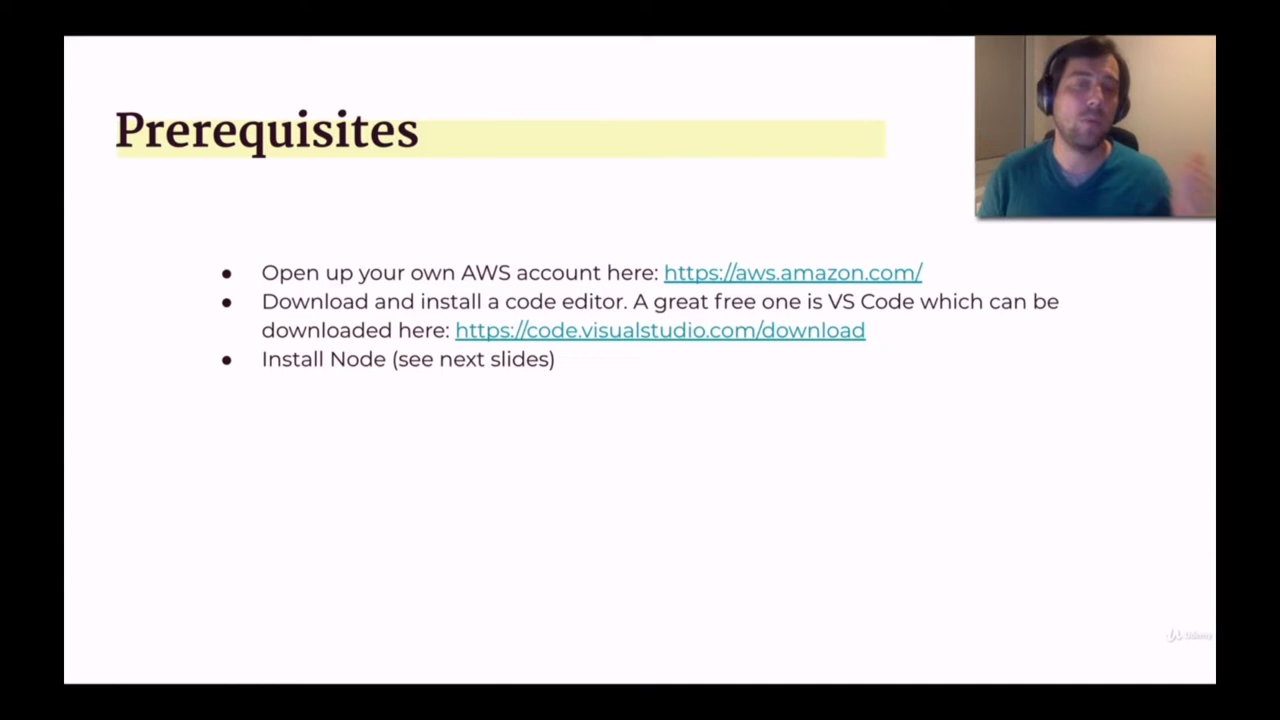 Prerequisites
● Open up your own AWS account here: https://aws.amazon.com/
● Download and install a code editor. A great free one is VS Code which can be
downloaded here: https://code.visualstudio.com/download
● Install Node (see next slides)
Udemy